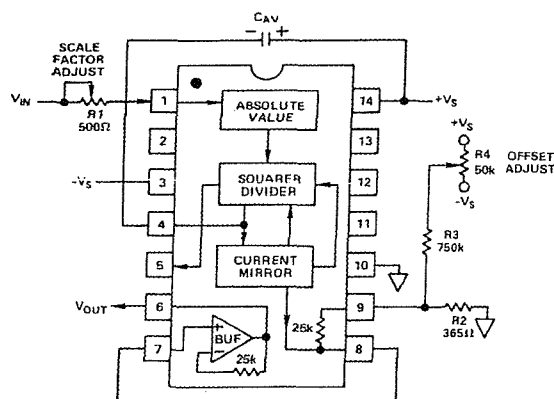 CAV
− +
SCALE
FACTOR
ADJUST
VIN
R1
500Ω
1
ABSOLUTE
VALUE
14
+VS
2
13
+VS
R4
50k
OFFSET
ADJUST
-VS
-VS
3
SQUARER
DIVIDER
12
4
11
R3
750k
5
CURRENT
MIRROR
10
VOUT
6
25k
9
R2
365Ω
7
+
−
BUF
25k
8